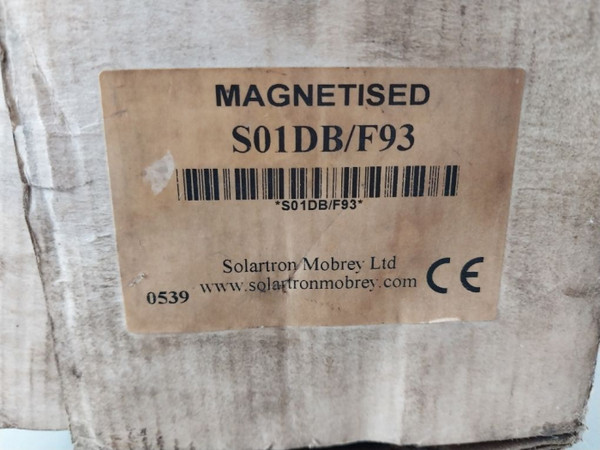 MAGNETISED
S01DB/F93
*S01DB/F93*
Solartron Mobrey Ltd
www.solartronmobrey.com
0539
CE